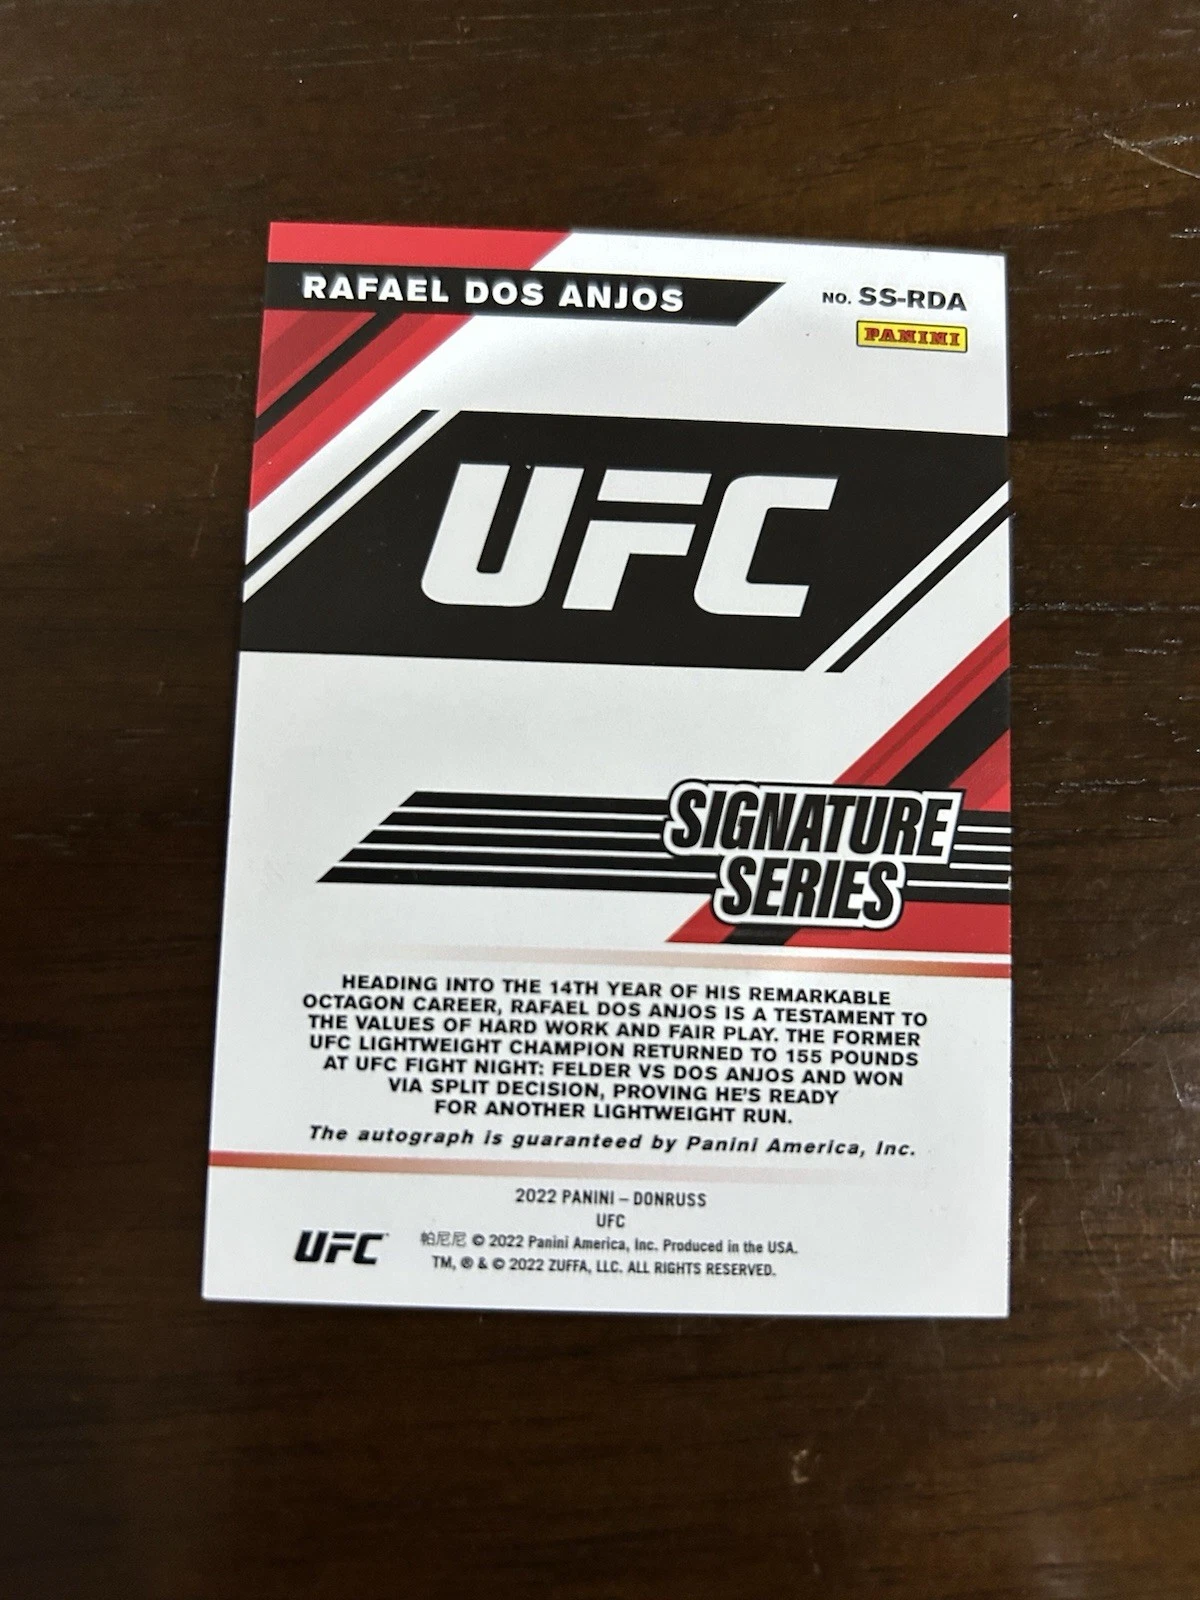 RAFAEL DOS ANJOS
NO. SS-RDA
PANINI
UFC
SIGNATURE
SERIES
HEADING INTO THE 14TH YEAR OF HIS REMARKABLE
OCTAGON CAREER, RAFAEL DOS ANJOS IS A TESTAMENT TO
THE VALUES OF HARD WORK AND FAIR PLAY. THE FORMER
UFC LIGHTWEIGHT CHAMPION RETURNED TO 155 POUNDS
AT UFC FIGHT NIGHT: FELDER VS DOS ANJOS AND WON
VIA SPLIT DECISION, PROVING HE'S READY
FOR ANOTHER LIGHTWEIGHT RUN.
The autograph is guaranteed by Panini America, Inc.
2022 PANINI – DONRUSS
UFC
UFC
帕尼尼 © 2022 Panini America, Inc. Produced in the USA.
TM, ® & © 2022 ZUFFA, LLC. ALL RIGHTS RESERVED.